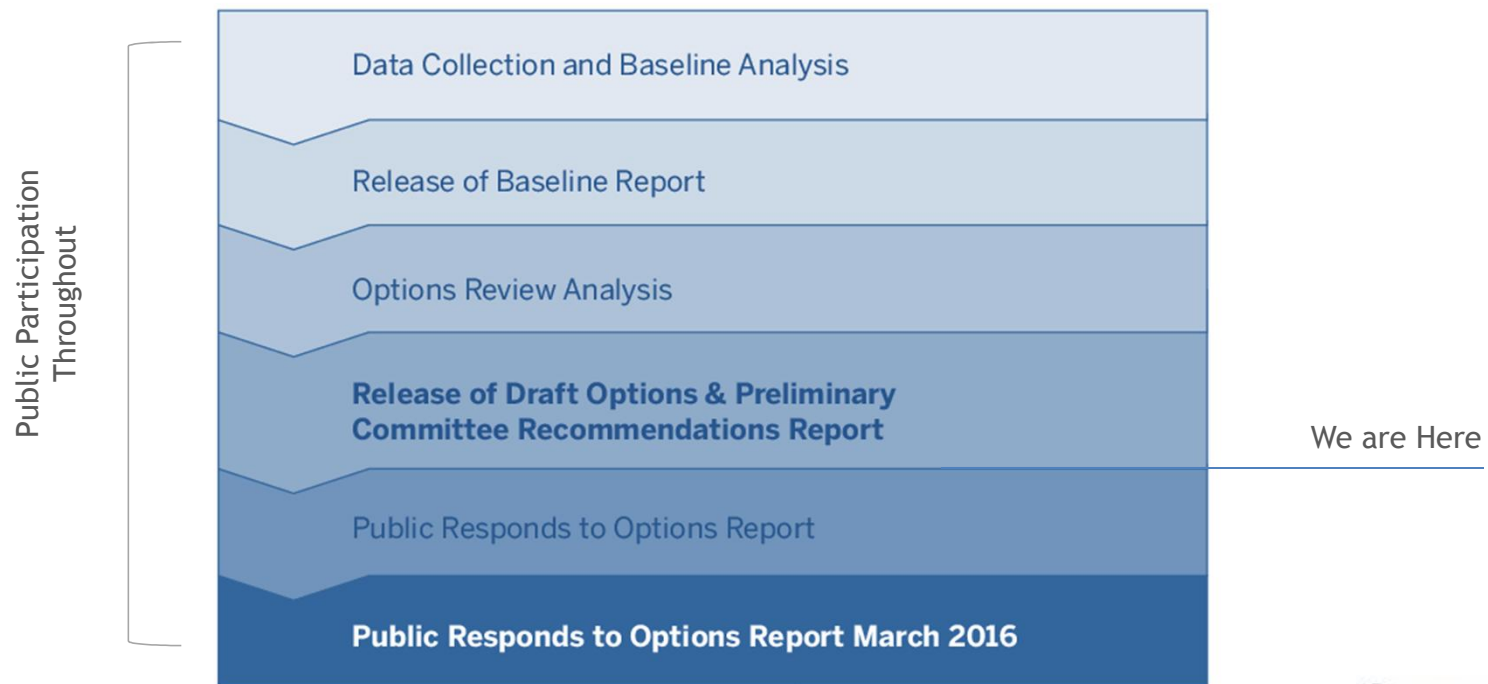 Public Participation
Throughout
Data Collection and Baseline Analysis
Release of Baseline Report
Options Review Analysis
Release of Draft Options & Preliminary
Committee Recommendations Report
We are Here
Public Responds to Options Report
Public Responds to Options Report March 2016